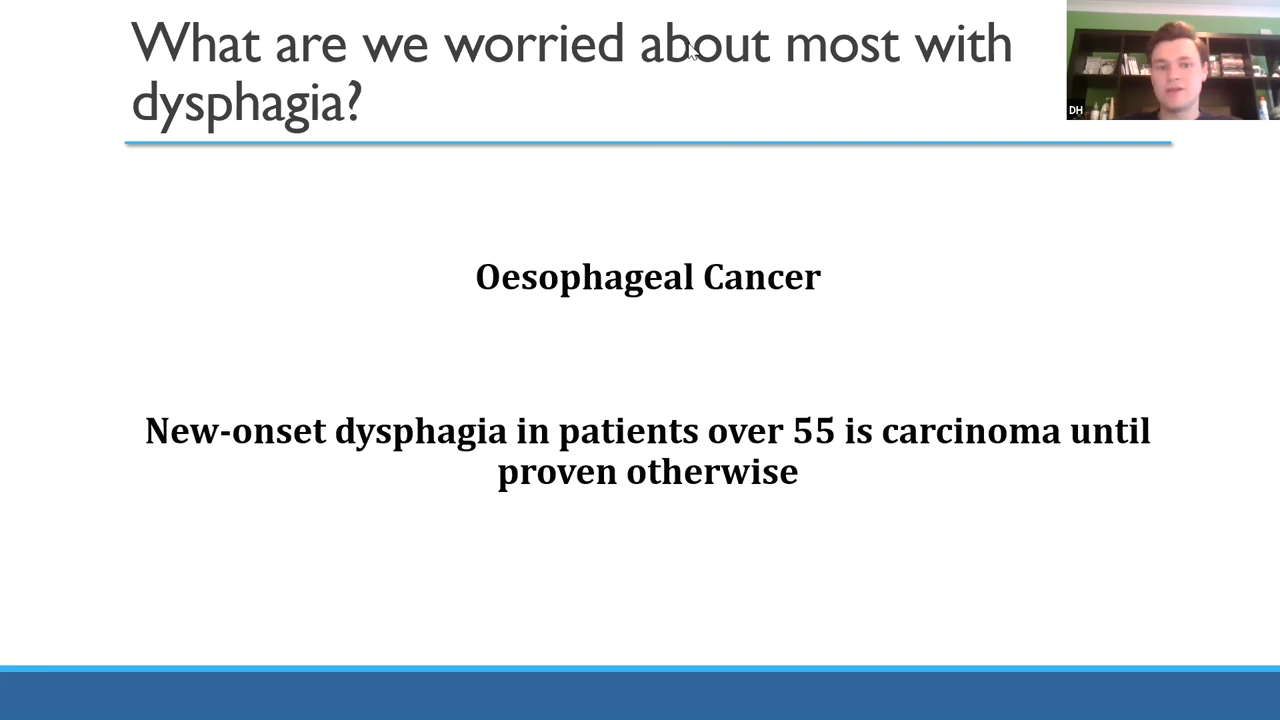 What are we worried about most with
dysphagia?
DH
Oesophageal Cancer
New-onset dysphagia in patients over 55 is carcinoma until
proven otherwise